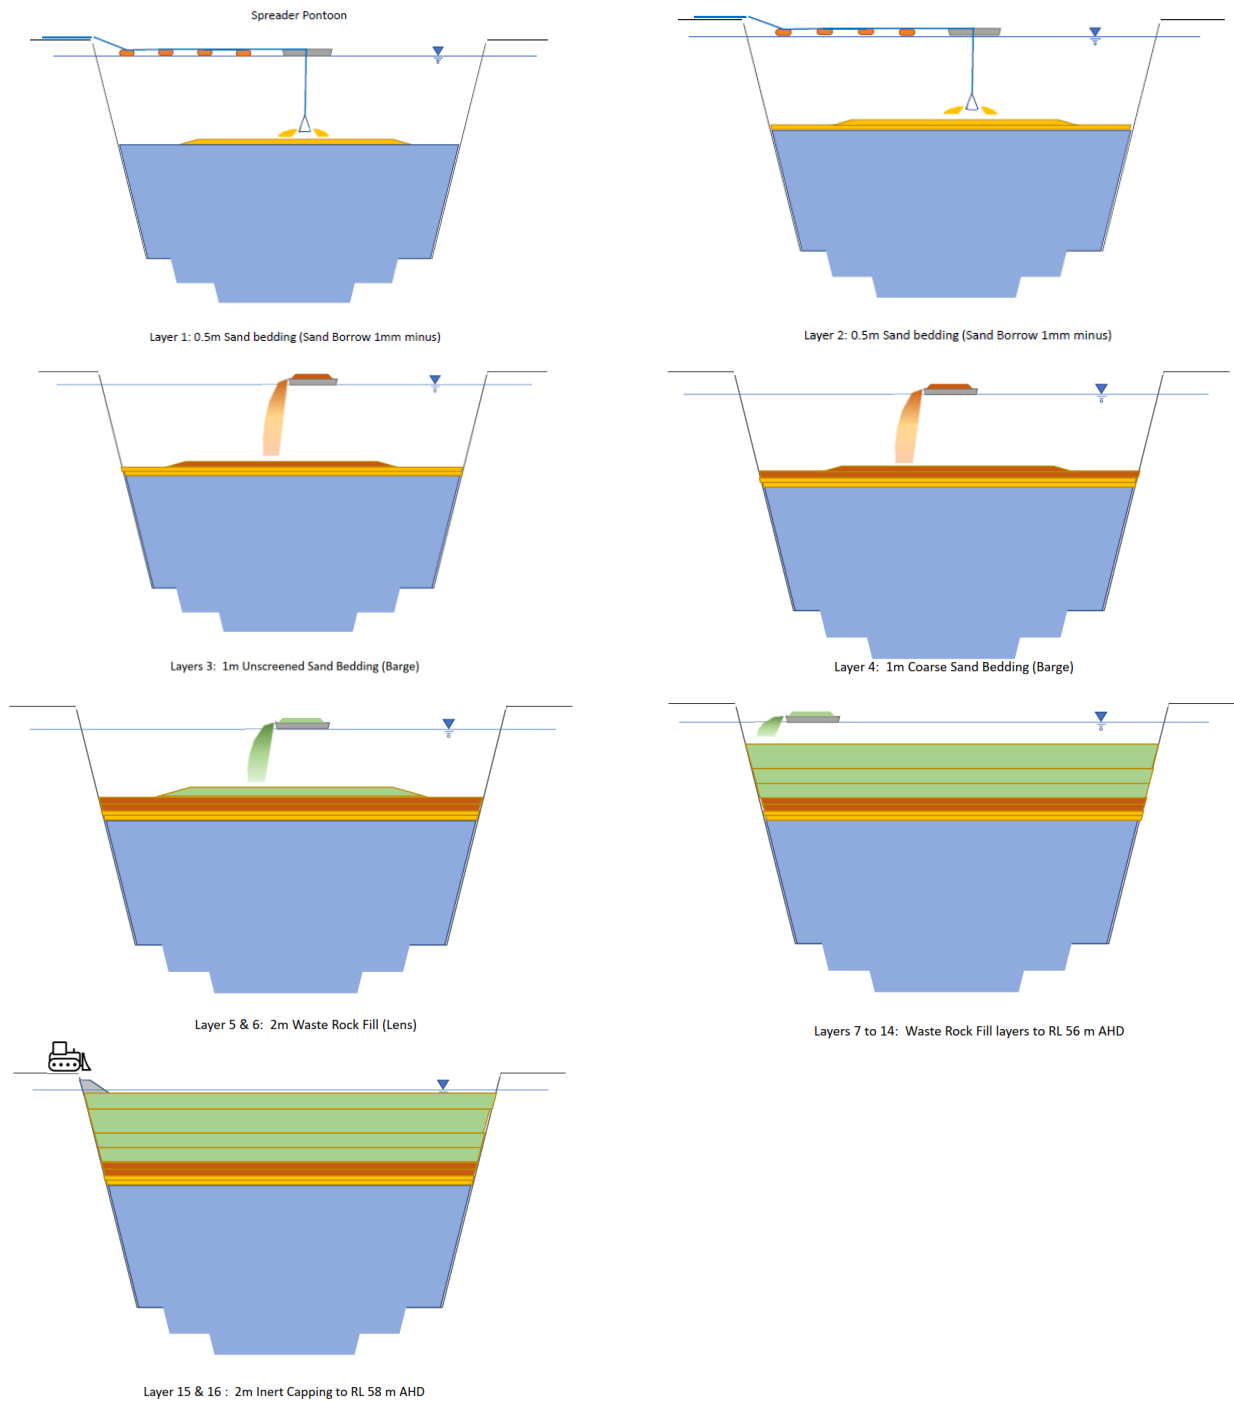 Spreader Pontoon
Layer 1: 0.5m Sand bedding (Sand Borrow 1mm minus)
Layer 2: 0.5m Sand bedding (Sand Borrow 1mm minus)
Layers 3:  1m Unscreened Sand Bedding (Barge)
Layer 4:  1m Coarse Sand Bedding (Barge)
Layer 5 & 6:  2m Waste Rock Fill (Lens)
Layers 7 to 14:  Waste Rock Fill layers to RL 56 m AHD
Layer 15 & 16 :  2m Inert Capping to RL 58 m AHD